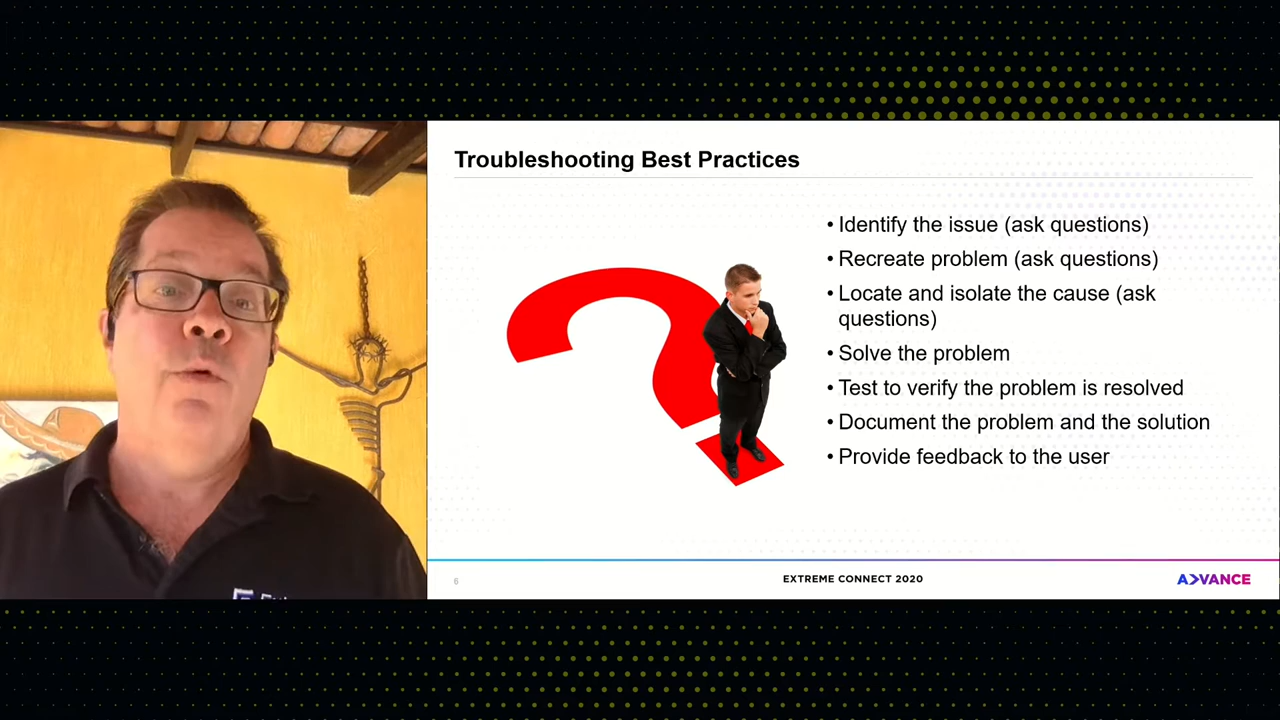 Troubleshooting Best Practices
• Identify the issue (ask questions)
• Recreate problem (ask questions)
• Locate and isolate the cause (ask
questions)
• Solve the problem
• Test to verify the problem is resolved
• Document the problem and the solution
• Provide feedback to the user
6
EXTREME CONNECT 2020
ADVANCE